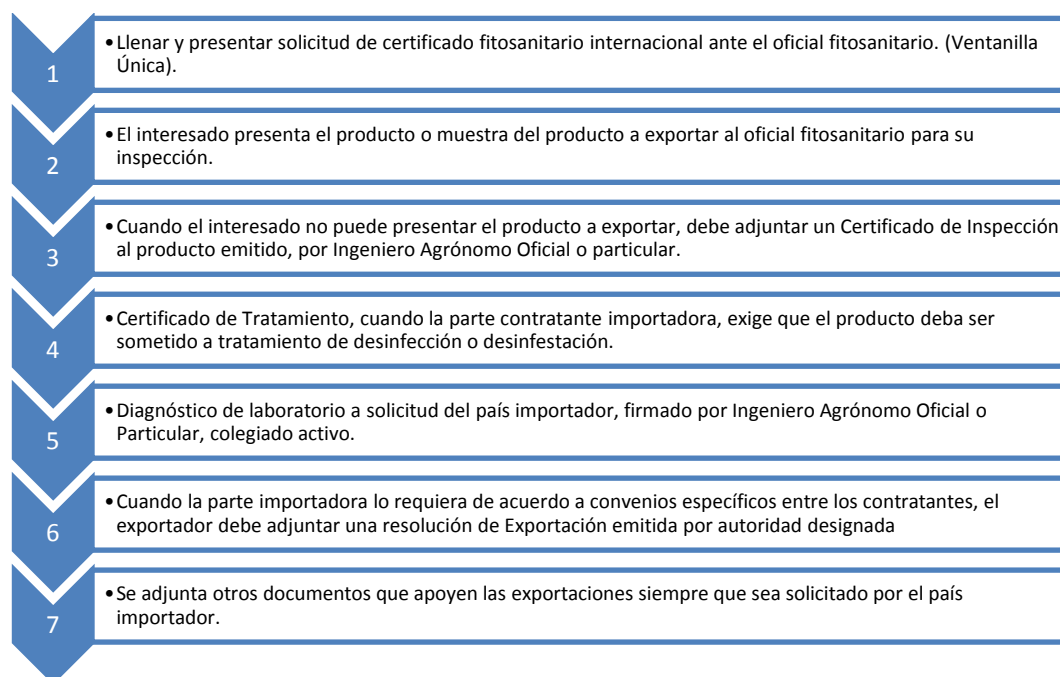 1
•Llenar y presentar solicitud de certificado fitosanitario internacional ante el oficial fitosanitario. (Ventanilla
Única).
2
•El interesado presenta el producto o muestra del producto a exportar al oficial fitosanitario para su
inspección.
3
•Cuando el interesado no puede presentar el producto a exportar, debe adjuntar un Certificado de Inspección
al producto emitido, por Ingeniero Agrónomo Oficial o particular.
4
•Certificado de Tratamiento, cuando la parte contratante importadora, exige que el producto deba ser
sometido a tratamiento de desinfección o desinfestación.
5
•Diagnóstico de laboratorio a solicitud del país importador, firmado por Ingeniero Agrónomo Oficial o
Particular, colegiado activo.
6
•Cuando la parte importadora lo requiera de acuerdo a convenios específicos entre los contratantes, el
exportador debe adjuntar una resolución de Exportación emitida por autoridad designada
7
•Se adjunta otros documentos que apoyen las exportaciones siempre que sea solicitado por el país
importador.